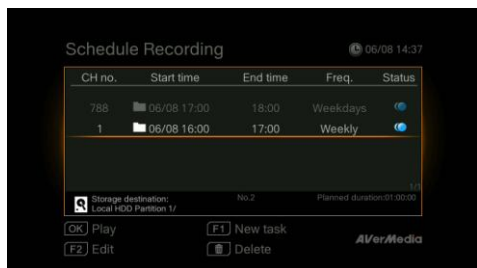 Schedule Recording 06/08 14:37
CH no. Start time End time Freq. Status
788 06/08 17:00 18:00 Weekdays
1 06/08 16:00 17:00 Weekly
1/1
Storage destination: No.2 Planned duration:01:00:00
Local HDD Partition 1/
OK Play F1 New task
F2 Edit Delete
AVerMedia